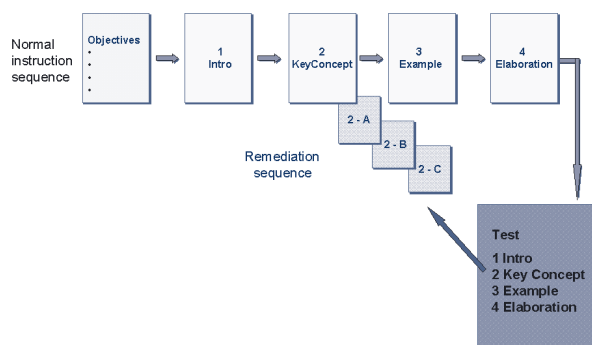 Normal
instruction
sequence
Objectives
•
•
•
•
1
Intro
2
KeyConcept
3
Example
4
Elaboration
2 - A
2 - B
2 - C
Remediation
sequence
Test
1 Intro
2 Key Concept
3 Example
4 Elaboration